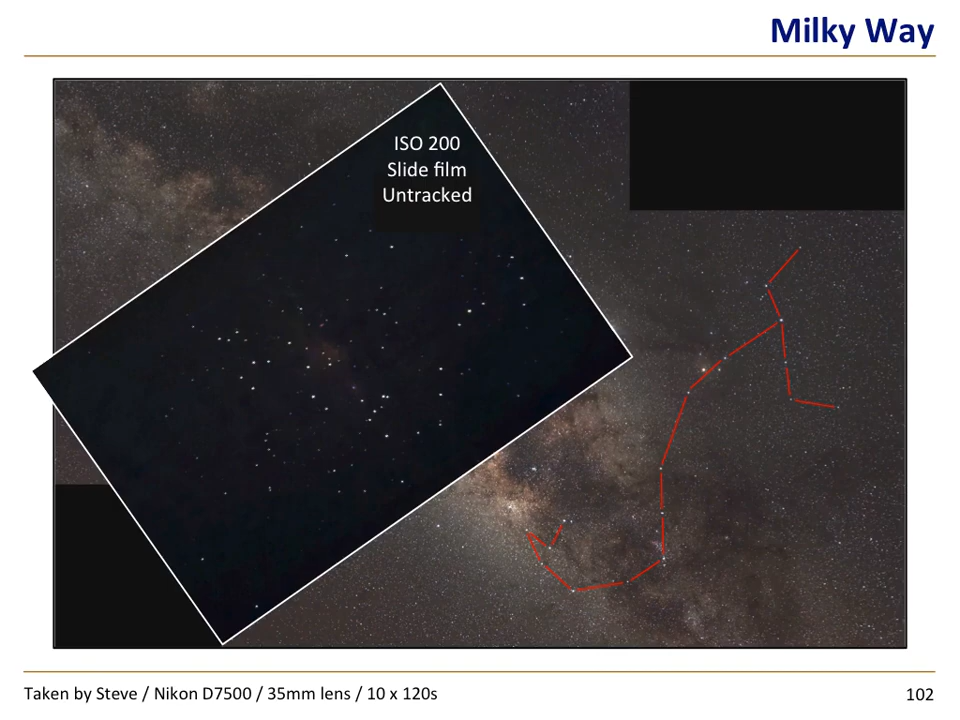 Milky Way
ISO 200
Slide film
Untracked
Taken by Steve / Nikon D7500 / 35mm lens / 10 x 120s
102